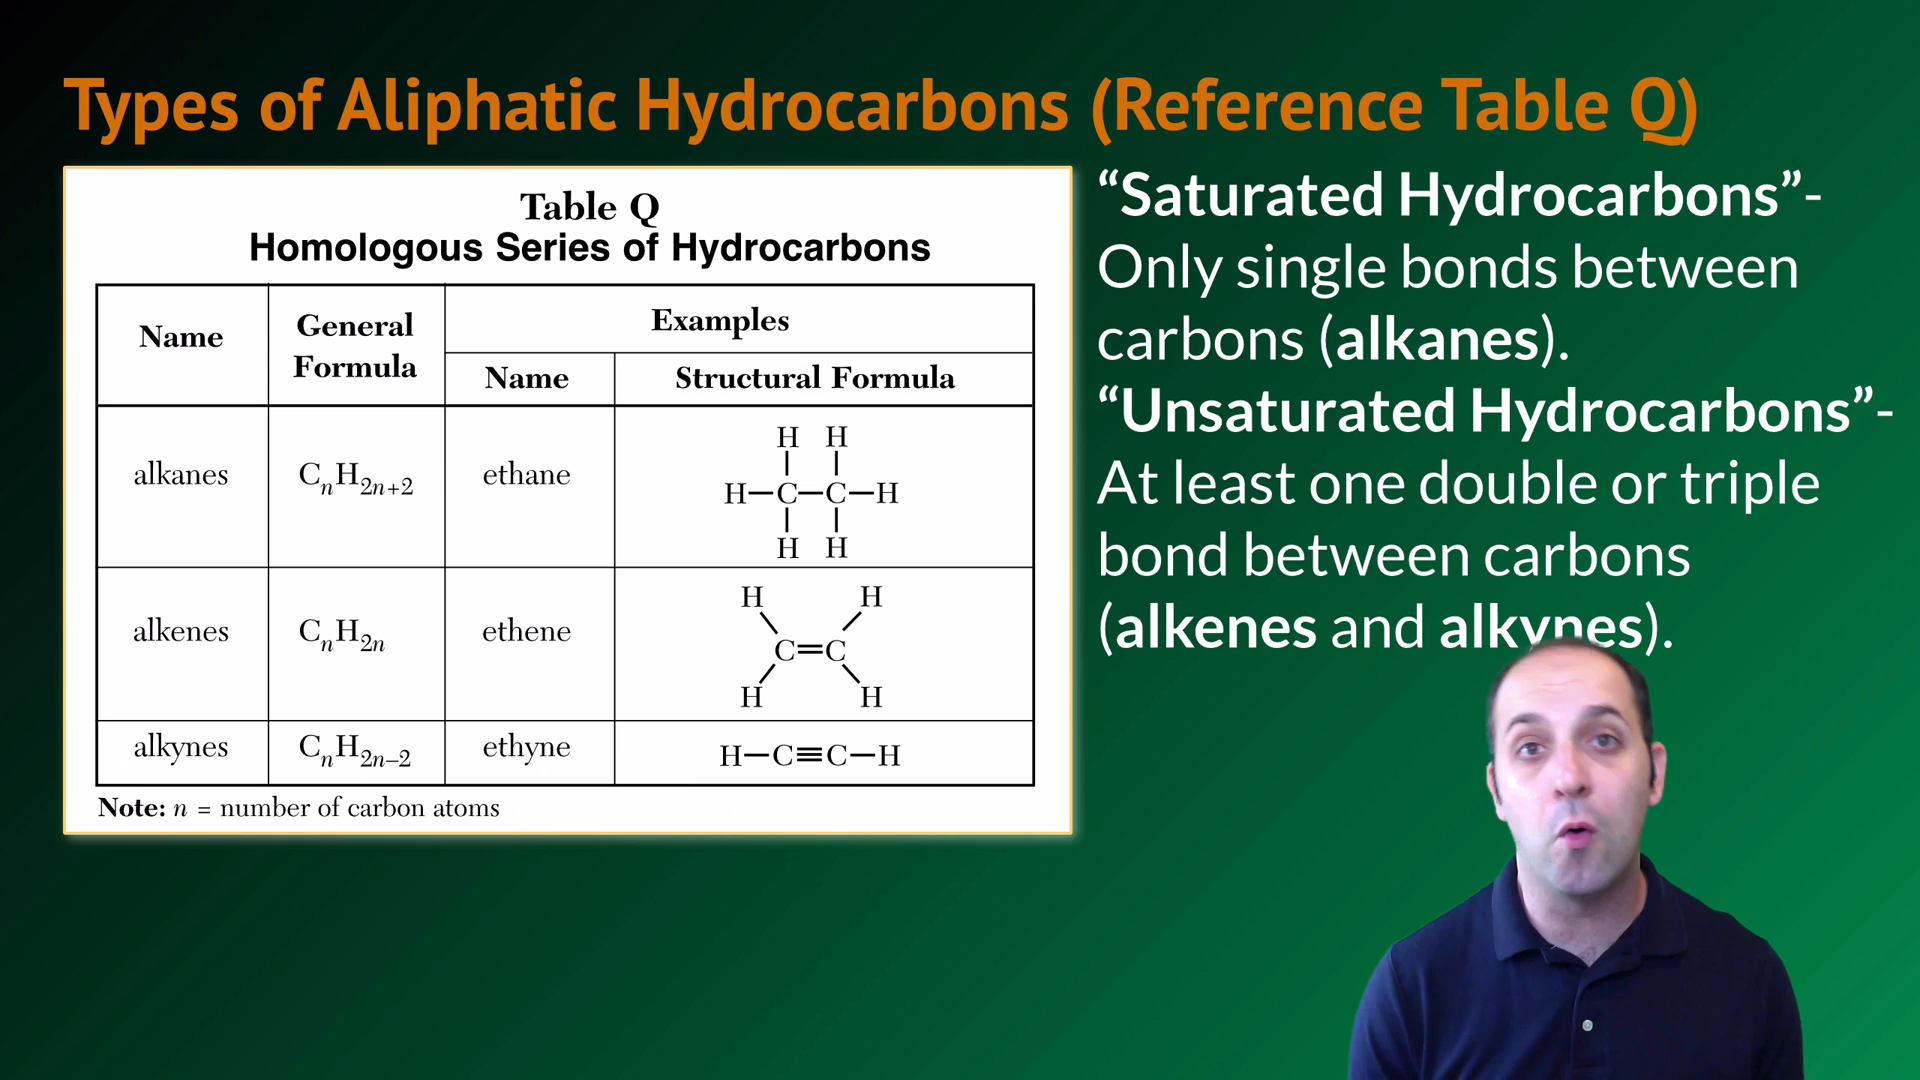 Types of Aliphatic Hydrocarbons (Reference Table Q)
Table Q
Homologous Series of Hydrocarbons
Name
General
Formula
Examples
Name
Structural Formula
alkanes
CₙH₂ₙ₊₂
ethane
H H
H—C—C—H
H H
alkenes
CₙH₂ₙ
ethene
H H
C=C
H H
alkynes
CₙH₂ₙ₋₂
ethyne
H—C≡C—H
Note: n = number of carbon atoms
“Saturated Hydrocarbons”-
Only single bonds between
carbons (alkanes).
“Unsaturated Hydrocarbons”-
At least one double or triple
bond between carbons
(alkenes and alkynes).